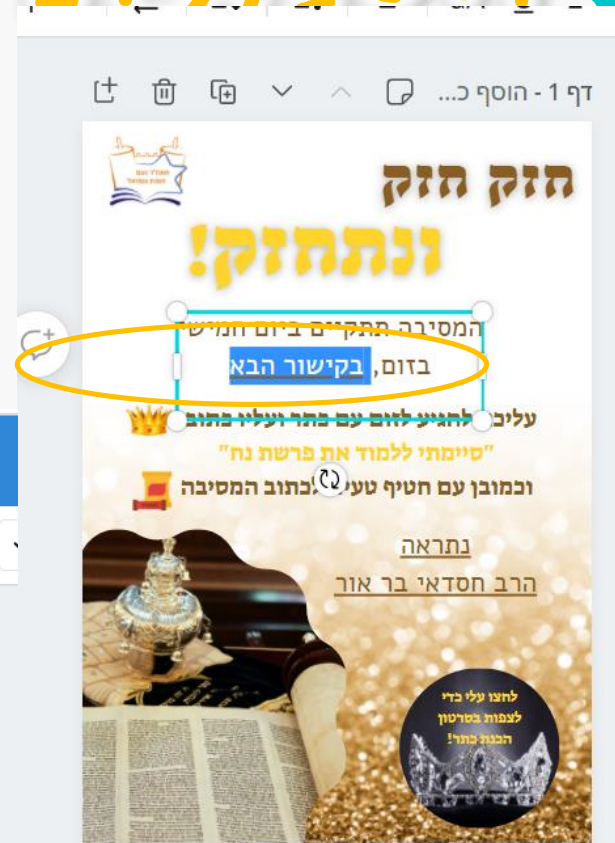 דף 1 - הוסף כ...
חזק חזק
ונתחזק!
המסיבה תתקיים ביום חמישי
בזום, בקישור הבא
עליכם להגיע לזום עם כתר ועליו כתוב
"סיימתי ללמוד את פרשת נח"
וכמובן עם חטיף טעים לכתוב המסיבה
נתראה
הרב חסדאי בר אור
לחצו עלי כדי
לצפות בסרטון
הכנת כתר!